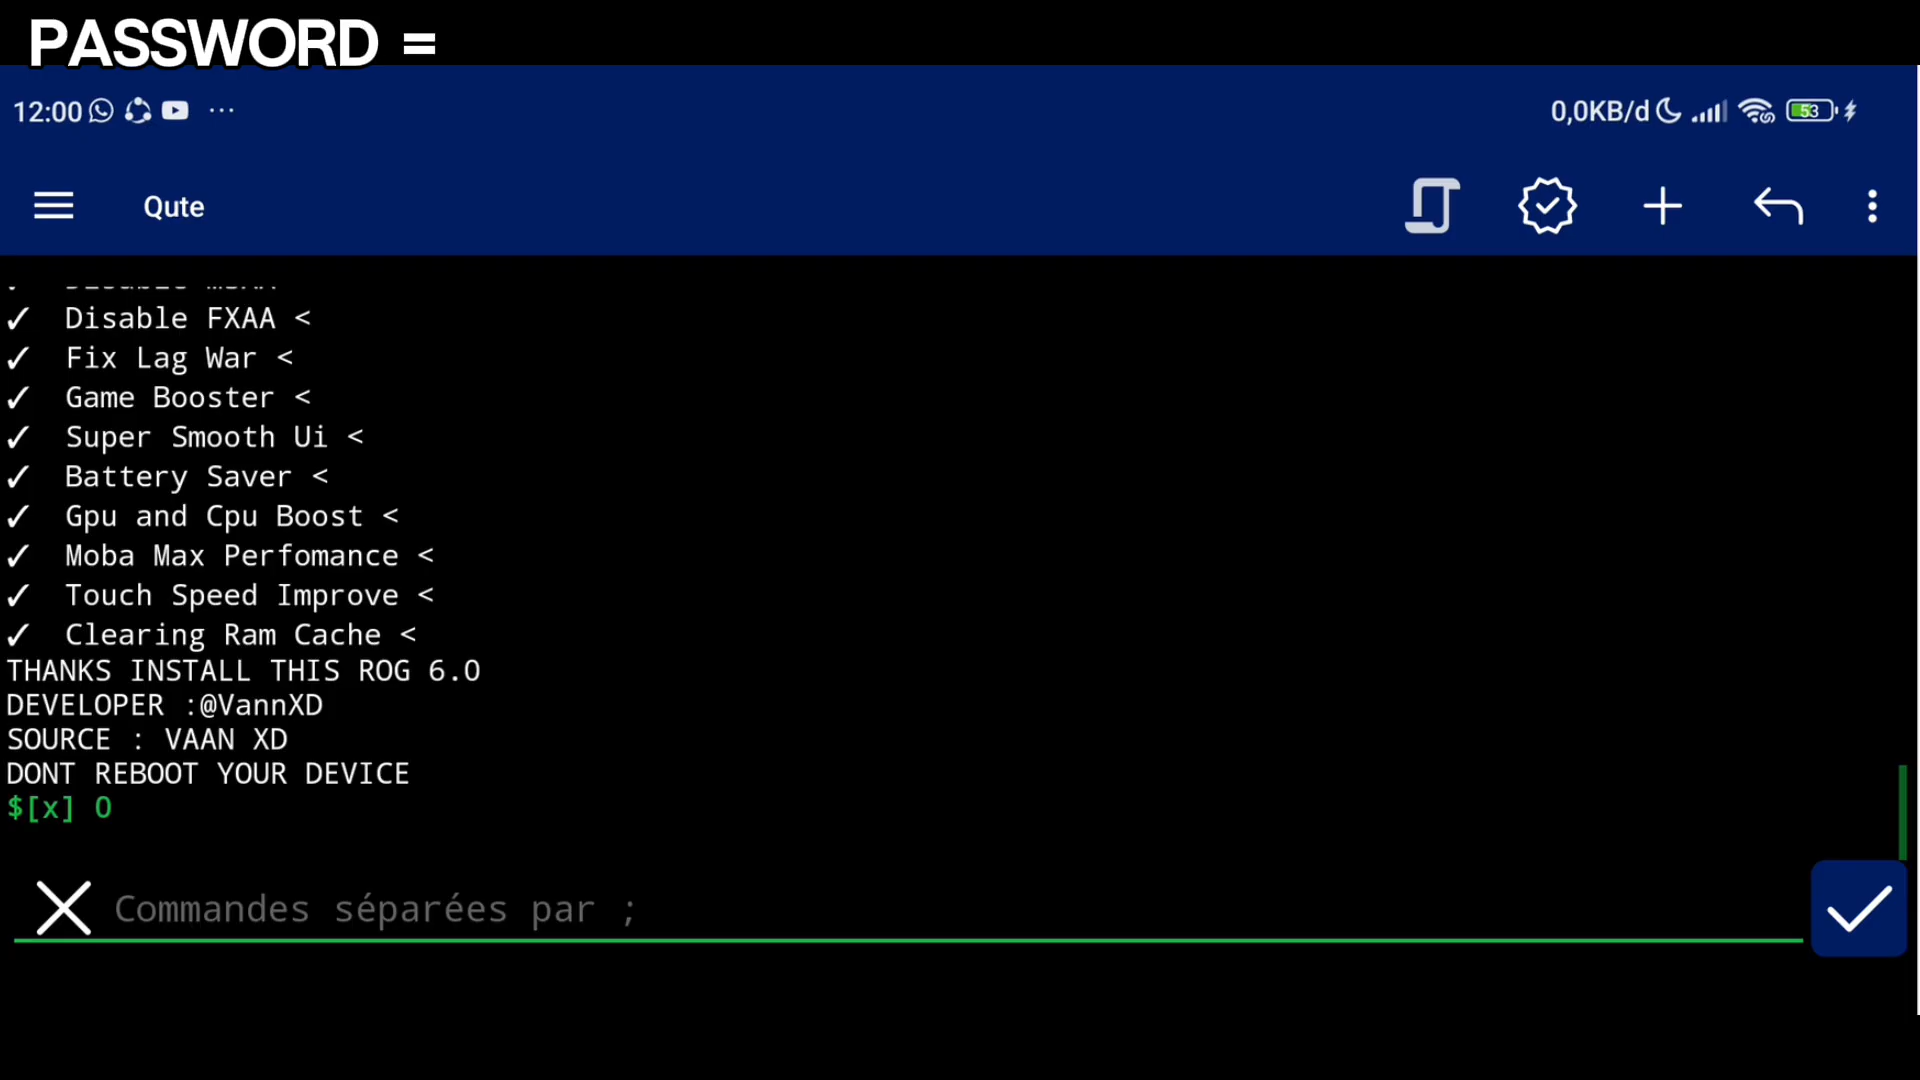 PASSWORD =
12:00 ... 0,0KB/d 53
Qute
✓ Disable FXAA <
✓ Fix Lag War <
✓ Game Booster <
✓ Super Smooth Ui <
✓ Battery Saver <
✓ Gpu and Cpu Boost <
✓ Moba Max Perfomance <
✓ Touch Speed Improve <
✓ Clearing Ram Cache <
THANKS INSTALL THIS ROG 6.0
DEVELOPER :@VannXD
SOURCE : VAAN XD
DONT REBOOT YOUR DEVICE
$[x] 0
Commandes séparées par ;